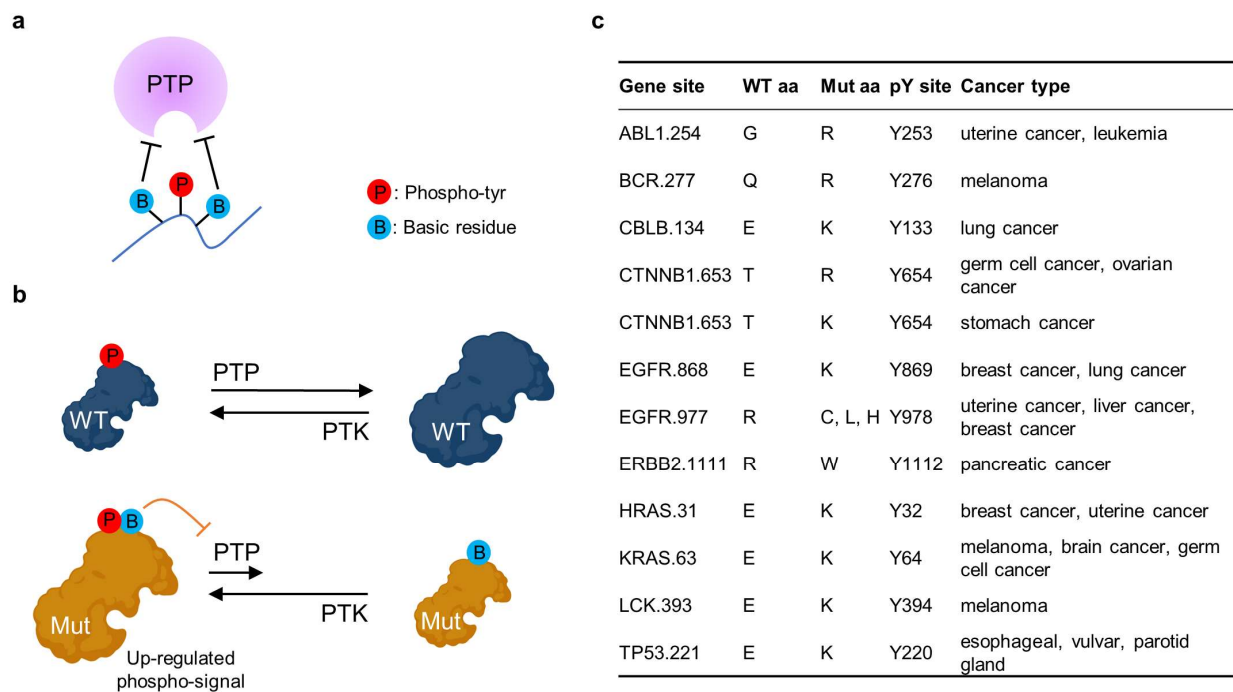 a
PTP
B
P
B
P : Phospho-tyr
B : Basic residue
b
P
WT
PTP
PTK
WT
P B
PTP
PTK
B
Mut
Mut
Up-regulated
phospho-signal
c
Gene site WT aa Mut aa pY site Cancer type
ABL1.254 G R Y253 uterine cancer, leukemia
BCR.277 Q R Y276 melanoma
CBLB.134 E K Y133 lung cancer
CTNNB1.653 T R Y654 germ cell cancer, ovarian
cancer
CTNNB1.653 T K Y654 stomach cancer
EGFR.868 E K Y869 breast cancer, lung cancer
EGFR.977 R C, L, H Y978 uterine cancer, liver cancer,
breast cancer
ERBB2.1111 R W Y1112 pancreatic cancer
HRAS.31 E K Y32 breast cancer, uterine cancer
KRAS.63 E K Y64 melanoma, brain cancer, germ
cell cancer
LCK.393 E K Y394 melanoma
TP53.221 E K Y220 esophageal, vulvar, parotid
gland